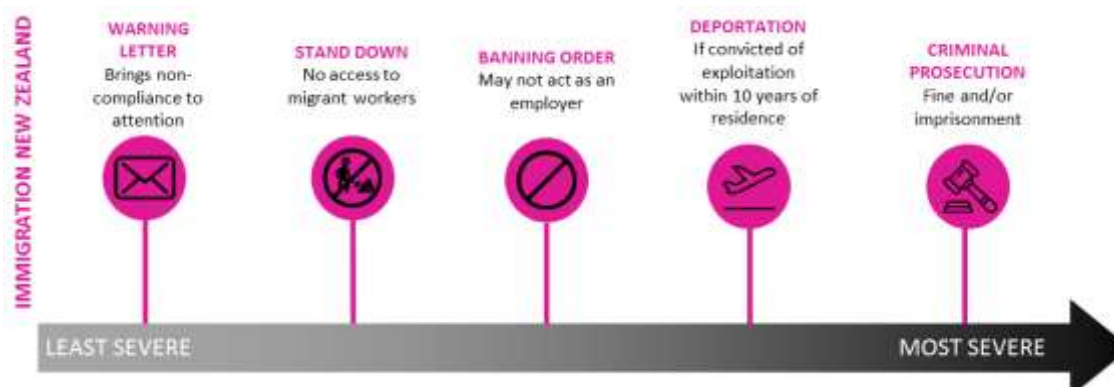 IMMIGRATION NEW ZEALAND
WARNING
LETTER
Brings non-
compliance to
attention
STAND DOWN
No access to
migrant workers
BANNING ORDER
May not act as an
employer
DEPORTATION
If convicted of
exploitation
within 10 years of
residence
CRIMINAL
PROSECUTION
Fine and/or
imprisonment
LEAST SEVERE
MOST SEVERE